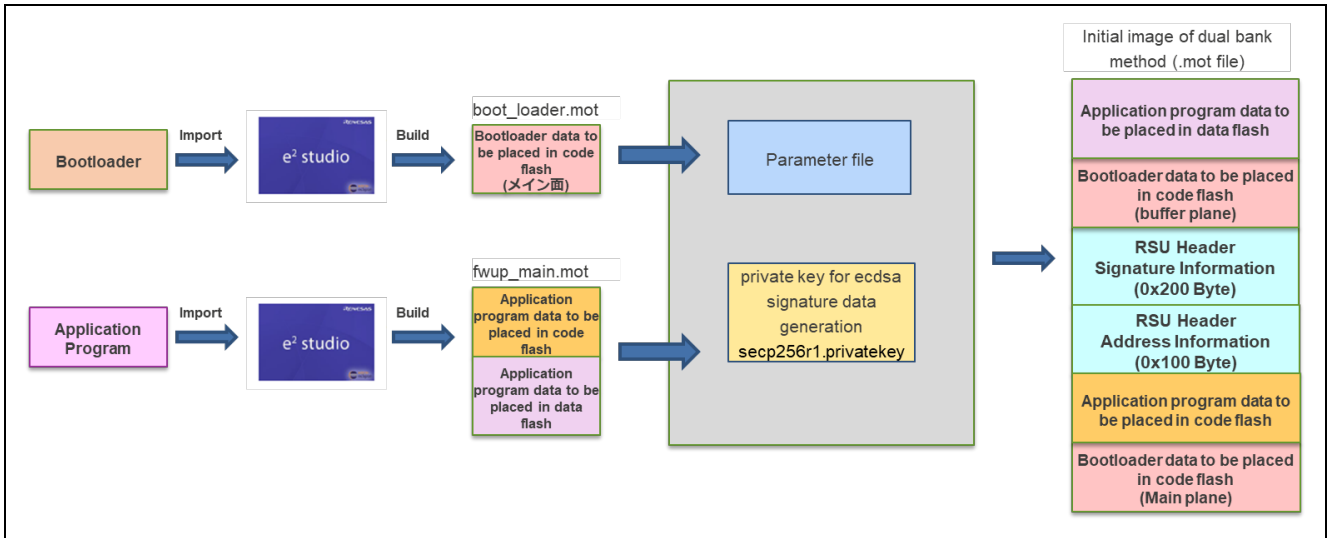 Bootloader
Import
RENESAS
e² studio
Build
boot_loader.mot
Bootloader data to
be placed in code
flash
(メイン面)
Application
Program
Import
RENESAS
e² studio
Build
fwup_main.mot
Application
program data to be
placed in code
flash
Application
program data to be
placed in data
flash
Parameter file
private key for ecdsa
signature data
generation
secp256r1.privatekey
Initial image of dual bank
method (.mot file)
Application program data to
be placed in data flash
Bootloader data to be placed
in code flash
(buffer plane)
RSU Header
Signature Information
(0x200 Byte)
RSU Header
Address Information
(0x100 Byte)
Application program data to
be placed in code flash
Bootloader data to be placed
in code flash
(Main plane)